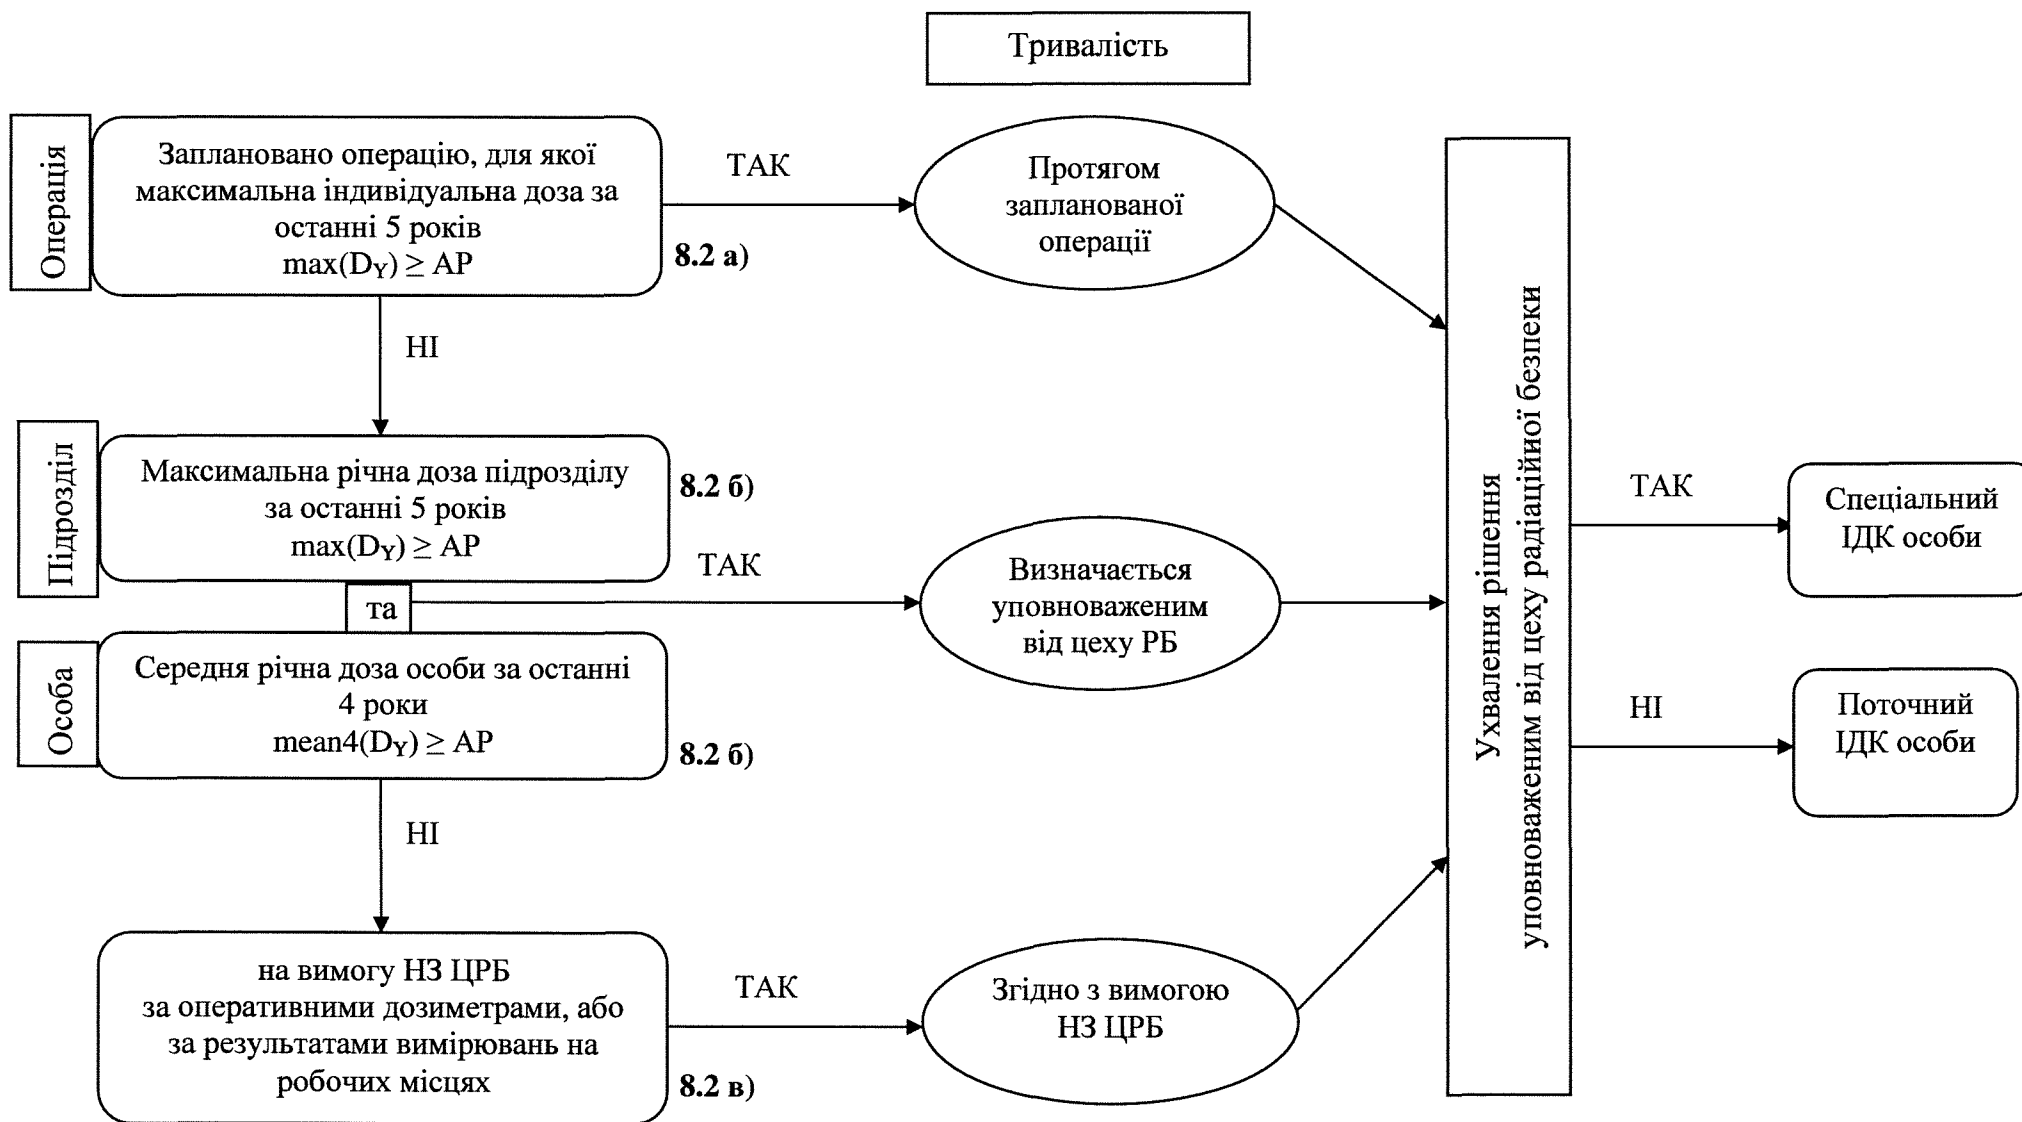 Тривалість
Операція
Заплановано операцію, для якої
максимальна індивідуальна доза за
останні 5 років
max(DY) ≥ АР
8.2 а)
ТАК
Протягом
запланованої
операції
НІ
Підрозділ
Максимальна річна доза підрозділу
за останні 5 років
max(DY) ≥ АР
8.2 б)
та
ТАК
Визначається
уповноваженим
від цеху РБ
Особа
Середня річна доза особи за останні
4 роки
mean4(DY) ≥ АР
8.2 б)
НІ
на вимогу НЗ ЦРБ
за оперативними дозиметрами, або
за результатами вимірювань на
робочих місцях
8.2 в)
ТАК
Згідно з вимогою
НЗ ЦРБ
Ухвалення рішення
уповноваженим від цеху радіаційної безпеки
ТАК
Спеціальний
ІДК особи
НІ
Поточний
ІДК особи